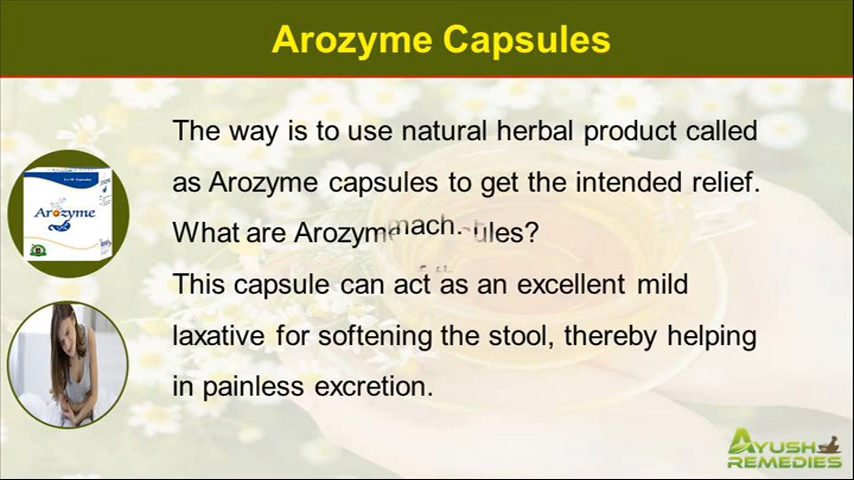 Arozyme Capsules
The way is to use natural herbal product called
as Arozyme capsules to get the intended relief.
What are Arozyme ules?
mach.
This capsule can act as an excellent mild
laxative for softening the stool, thereby helping
in painless excretion.
Arozyme
AYUSH
REMEDIES